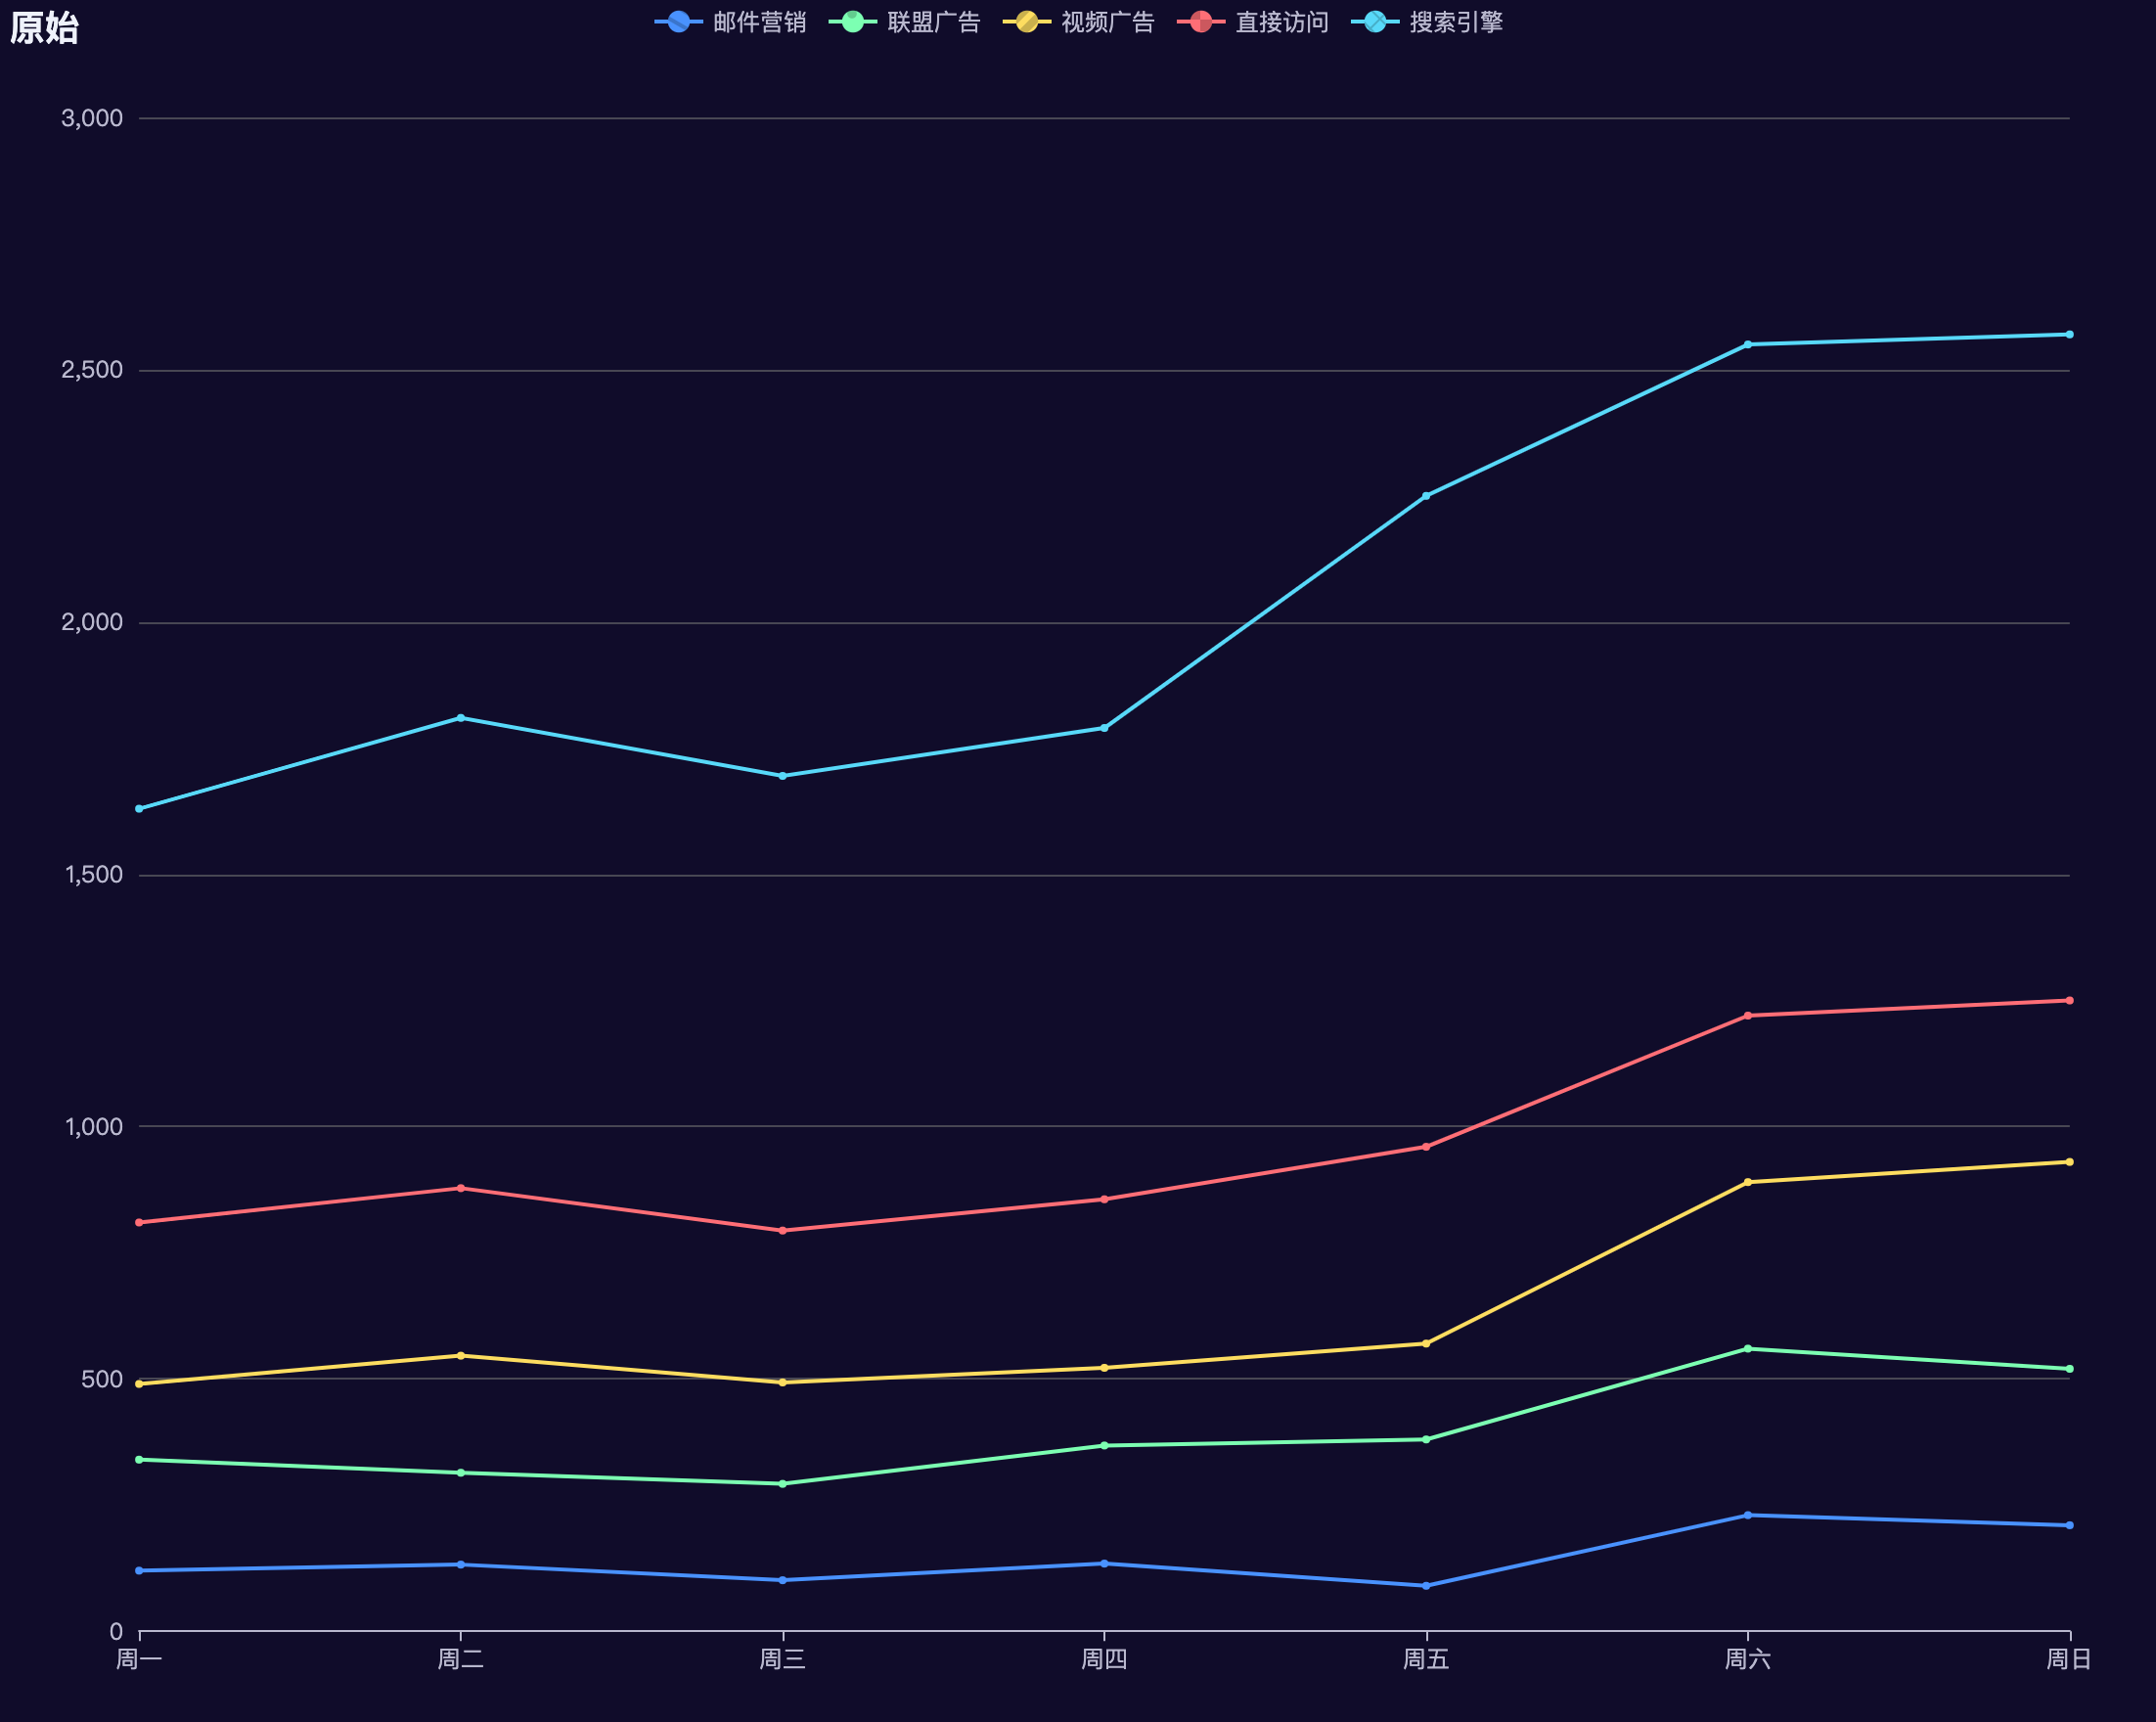 原始
邮件营销 联盟广告 视频广告 直接访问 搜索引擎
3,000
2,500
2,000
1,500
1,000
500
0
周一 周二 周三 周四 周五 周六 周日